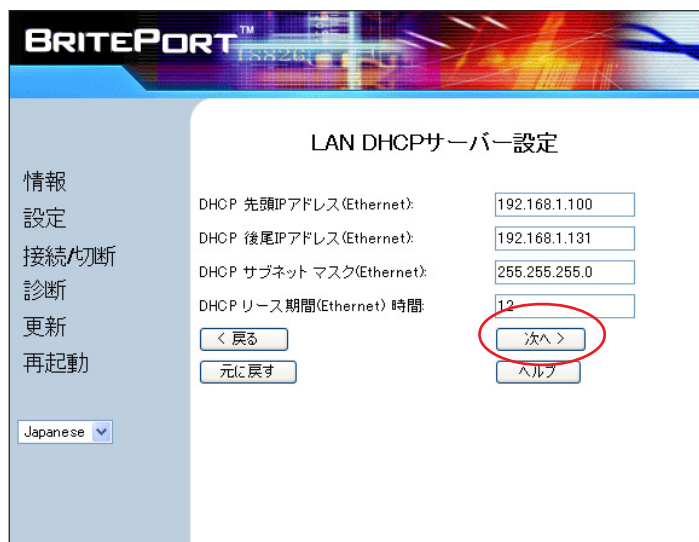 BRITEPORT™
LAN DHCPサーバー設定
情報
設定
接続/切断
診断
更新
再起動
Japanese
DHCP 先頭IPアドレス(Ethernet): 192.168.1.100
DHCP 後尾IPアドレス(Ethernet): 192.168.1.131
DHCP サブネット マスク(Ethernet): 255.255.255.0
DHCP リース期間(Ethernet) 時間: 12
< 戻る 次へ >
元に戻す ヘルプ